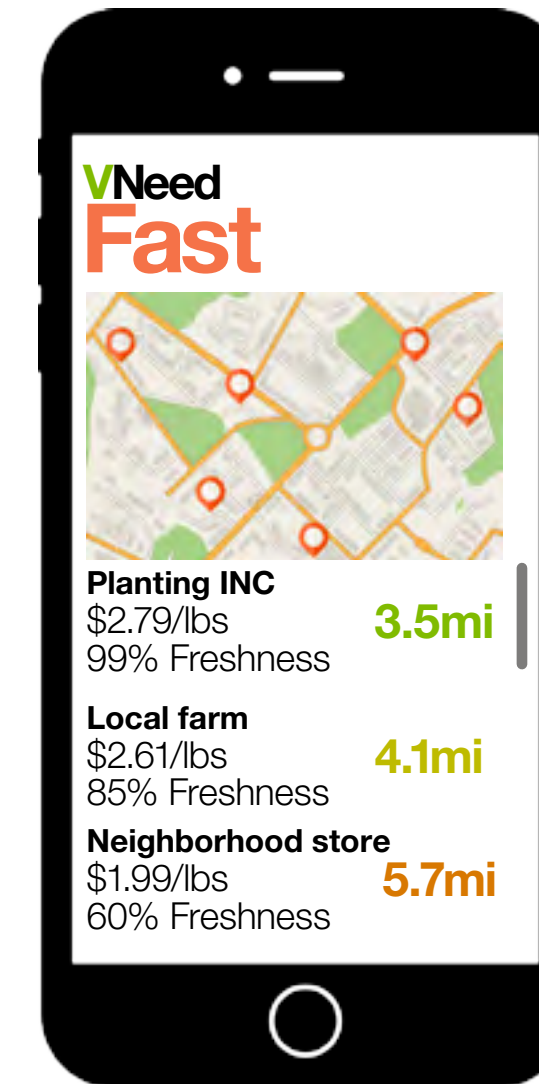 VNeed
Fast
Planting INC
$2.79/lbs
3.5mi
99% Freshness
Local farm
$2.61/lbs
4.1mi
85% Freshness
Neighborhood store
$1.99/lbs
5.7mi
60% Freshness